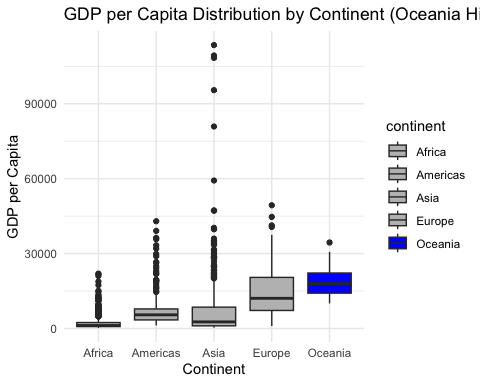 GDP per Capita Distribution by Continent (Oceania Hi
GDP per Capita
90000
60000
30000
0
Africa
Americas
Asia
Europe
Oceania
Continent
continent
Africa
Americas
Asia
Europe
Oceania